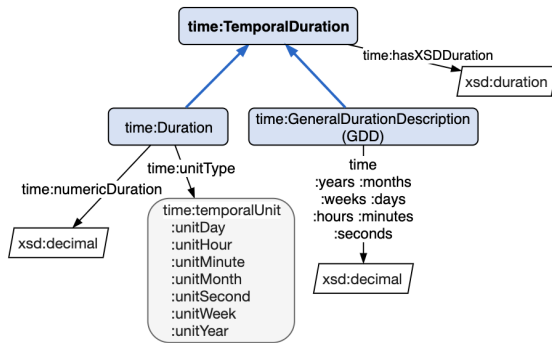 time:TemporalDuration
time:hasXSDDuration
xsd:duration
time:Duration
time:GeneralDurationDescription
(GDD)
time:numericDuration
time:unitType
time
:years :months
:weeks :days
:hours :minutes
:seconds
xsd:decimal
time:temporalUnit
:unitDay
:unitHour
:unitMinute
:unitMonth
:unitSecond
:unitWeek
:unitYear
xsd:decimal